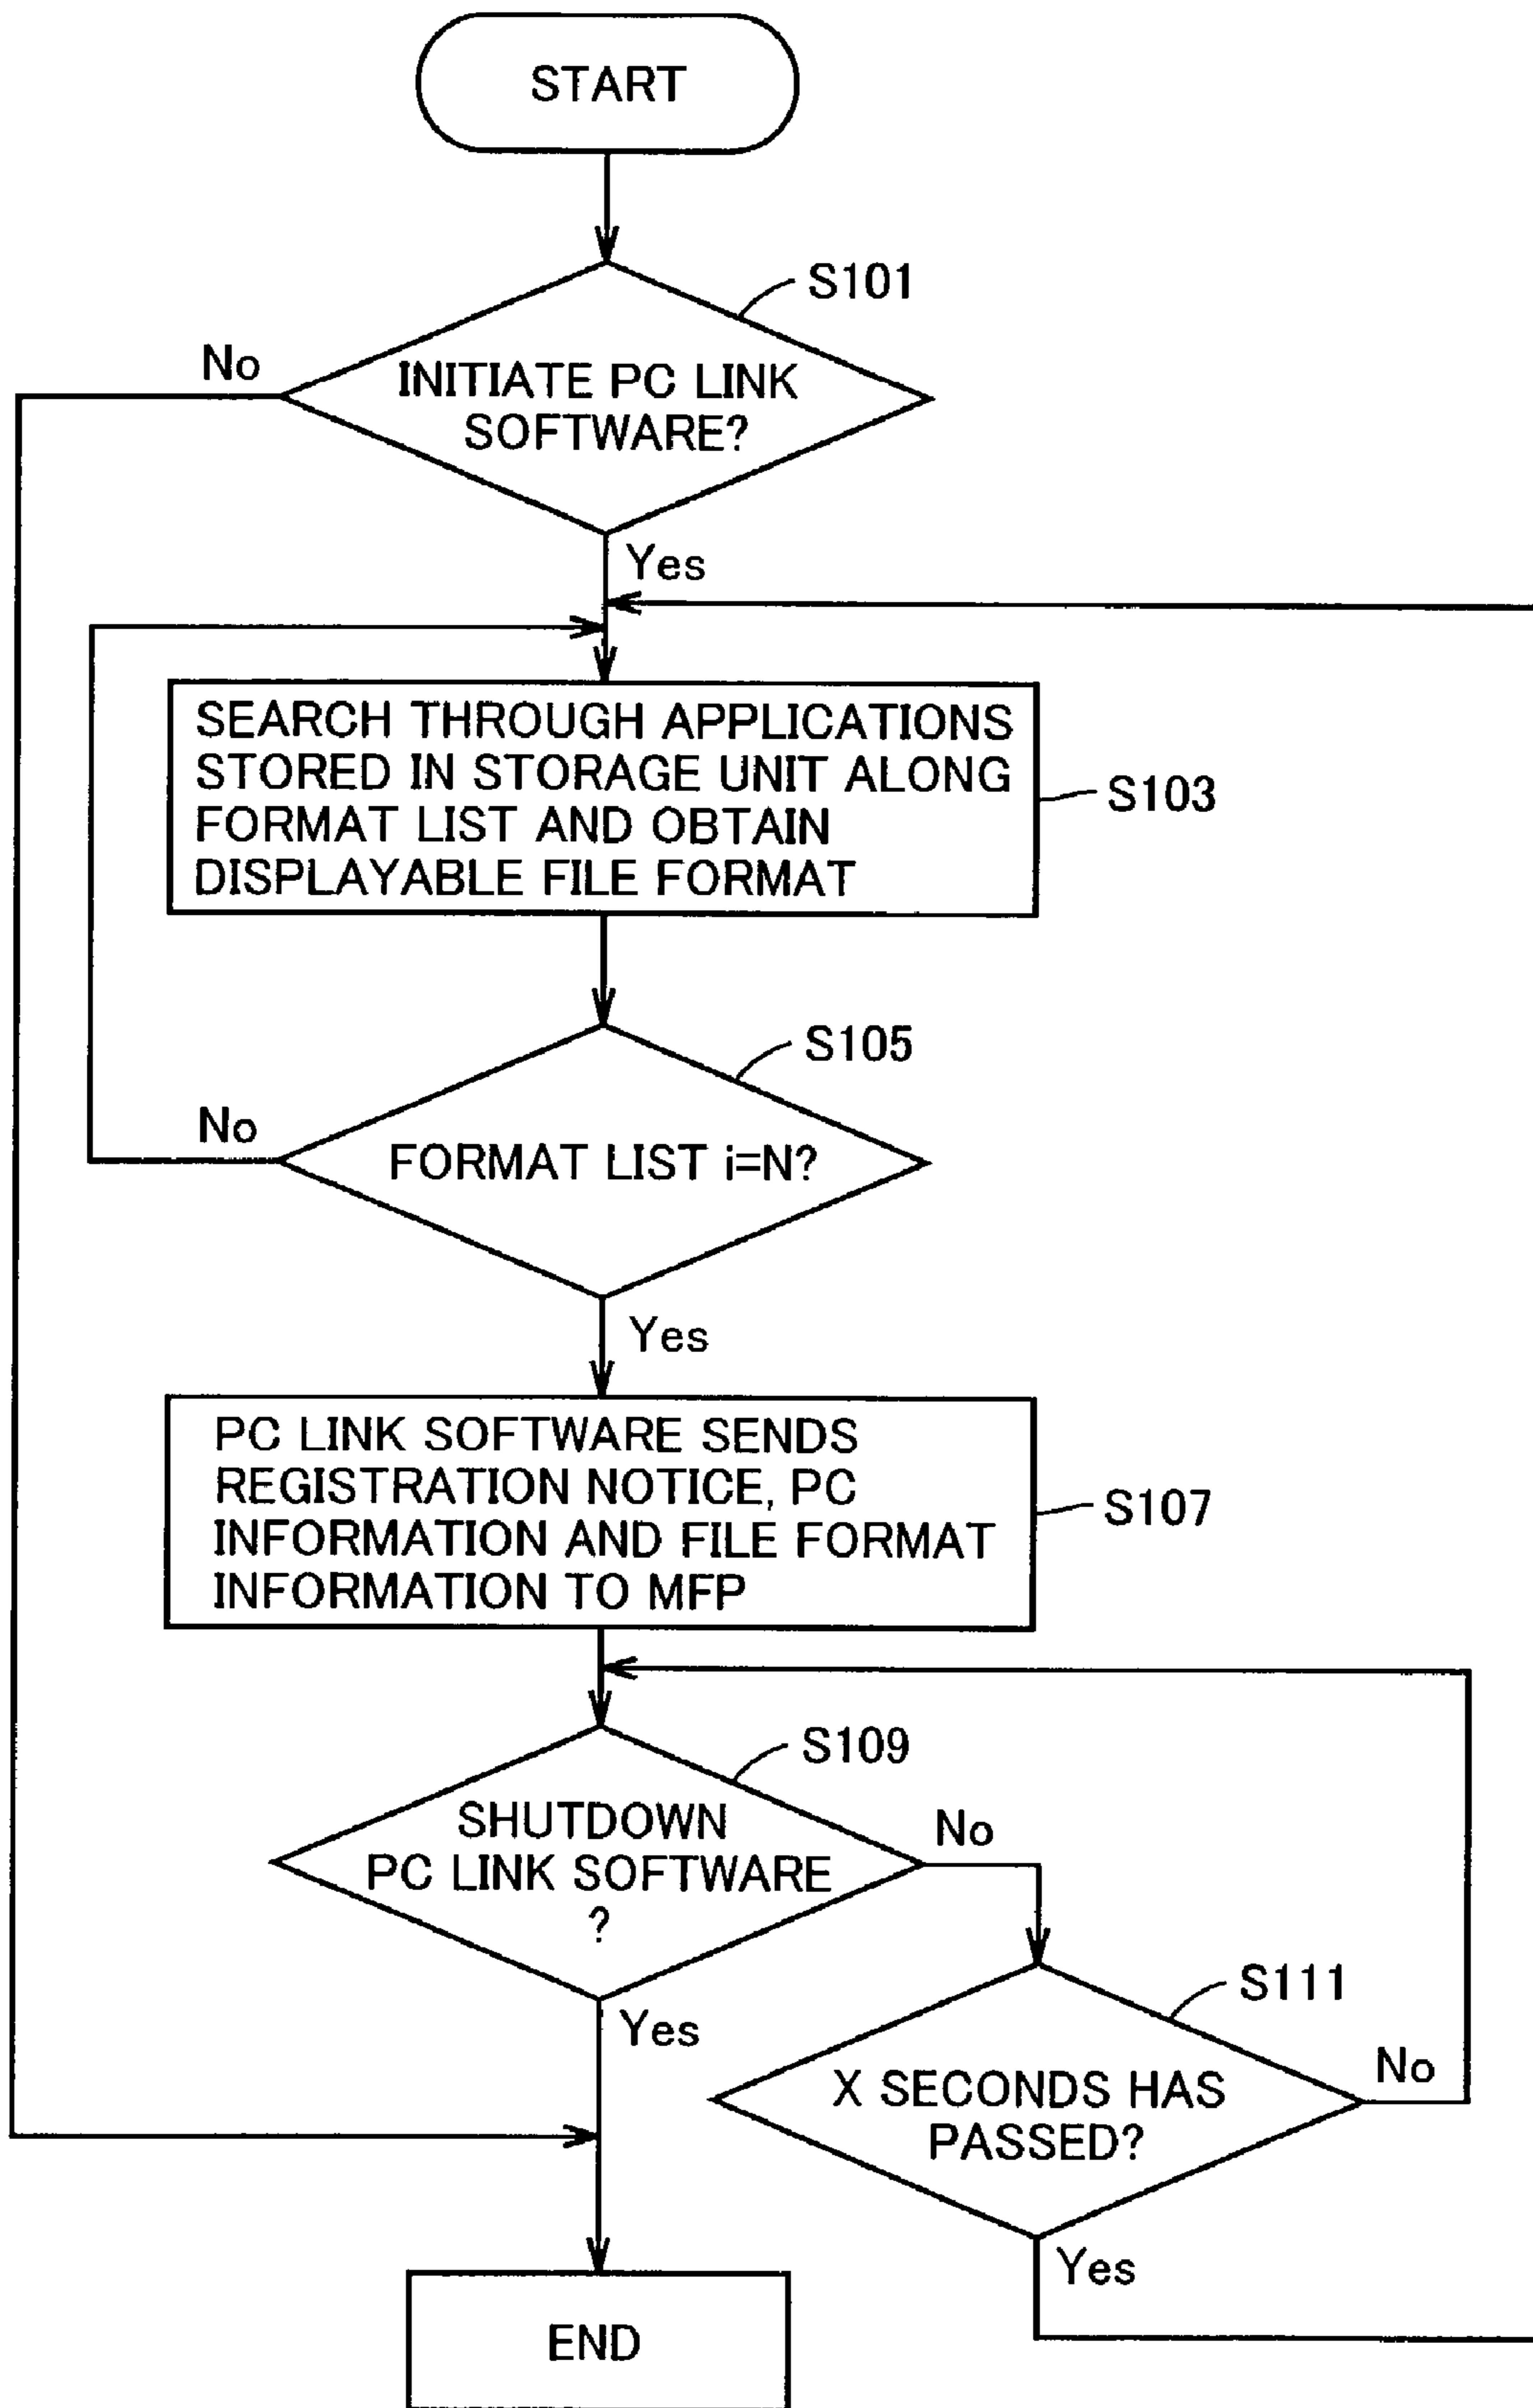 START
S101
No
INITIATE PC LINK
SOFTWARE?
Yes
SEARCH THROUGH APPLICATIONS
STORED IN STORAGE UNIT ALONG
FORMAT LIST AND OBTAIN
DISPLAYABLE FILE FORMAT
S103
S105
No
FORMAT LIST i=N?
Yes
PC LINK SOFTWARE SENDS
REGISTRATION NOTICE, PC
INFORMATION AND FILE FORMAT
INFORMATION TO MFP
S107
S109
SHUTDOWN
PC LINK SOFTWARE
?
No
Yes
S111
X SECONDS HAS
PASSED?
No
Yes
END